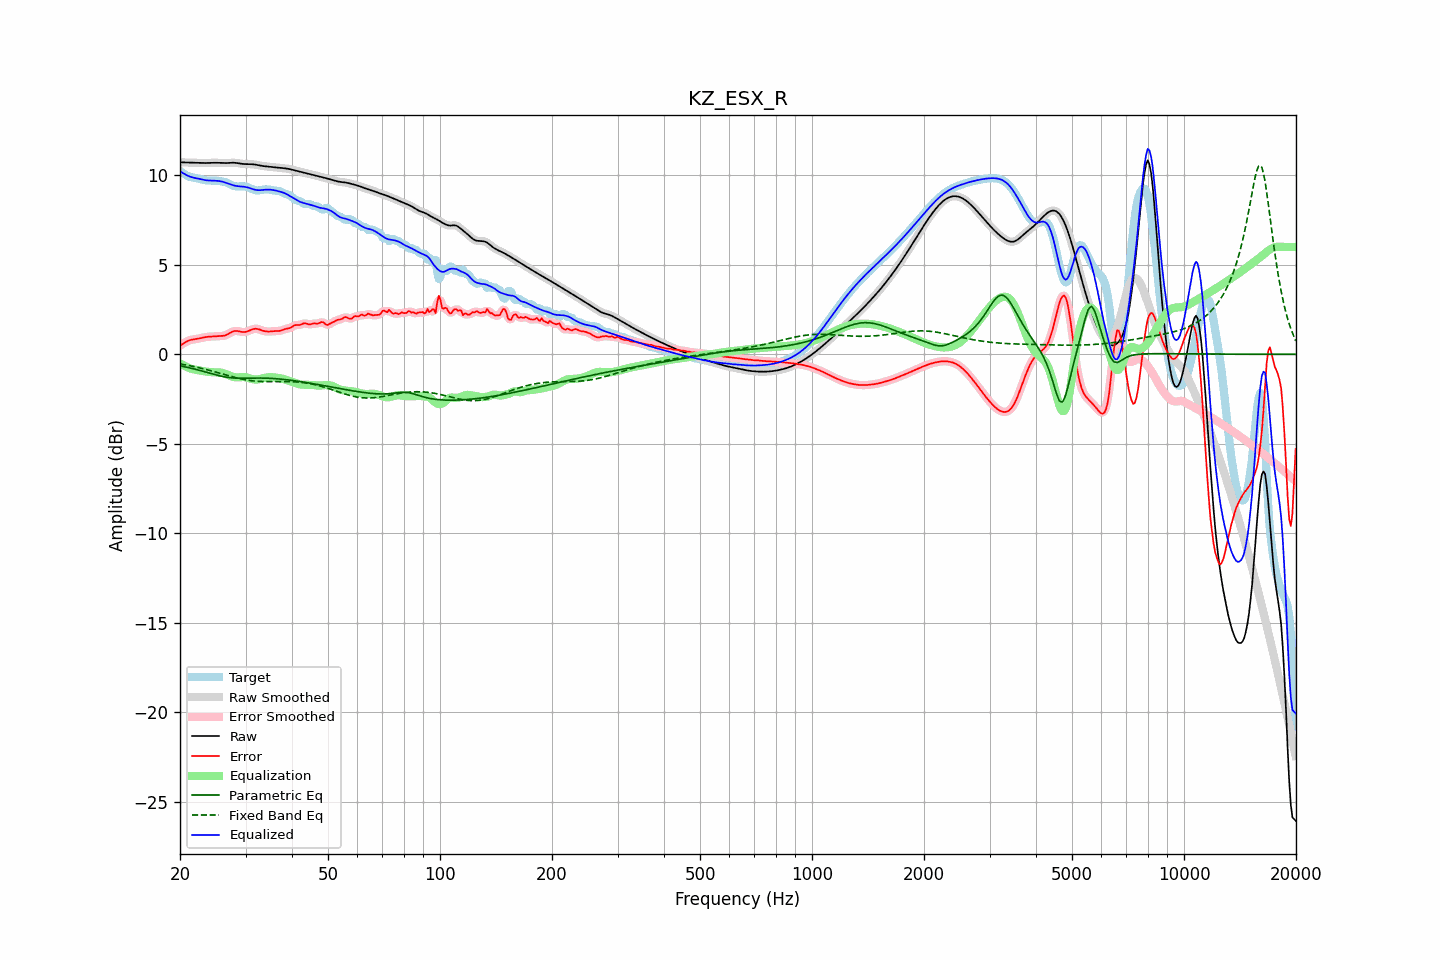 KZ_ESX_R
10
5
0
−5
−10
−15
−20
−25
Amplitude (dBr)
Target
Raw Smoothed
Error Smoothed
Raw
Error
Equalization
Parametric Eq
Fixed Band Eq
Equalized
20 50 100 200 500 1000 2000 5000 10000 20000
Frequency (Hz)